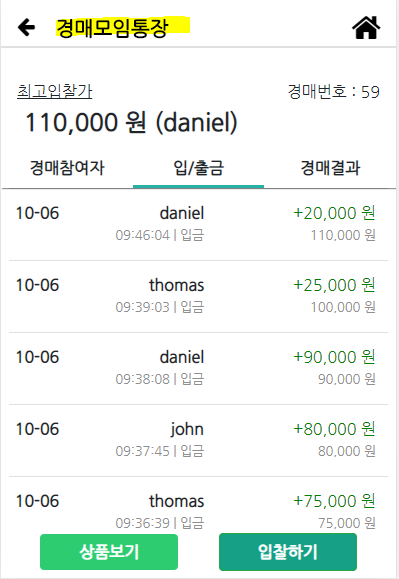 경매모임통장
최고입찰가 경매번호 : 59
110,000 원 (daniel)
경매참여자 입/출금 경매결과
10-06 daniel +20,000 원
09:46:04 | 입금 110,000 원
10-06 thomas +25,000 원
09:39:03 | 입금 100,000 원
10-06 daniel +90,000 원
09:38:08 | 입금 90,000 원
10-06 john +80,000 원
09:37:45 | 입금 80,000 원
10-06 thomas +75,000 원
09:36:39 | 입금 75,000 원
상품보기 입찰하기